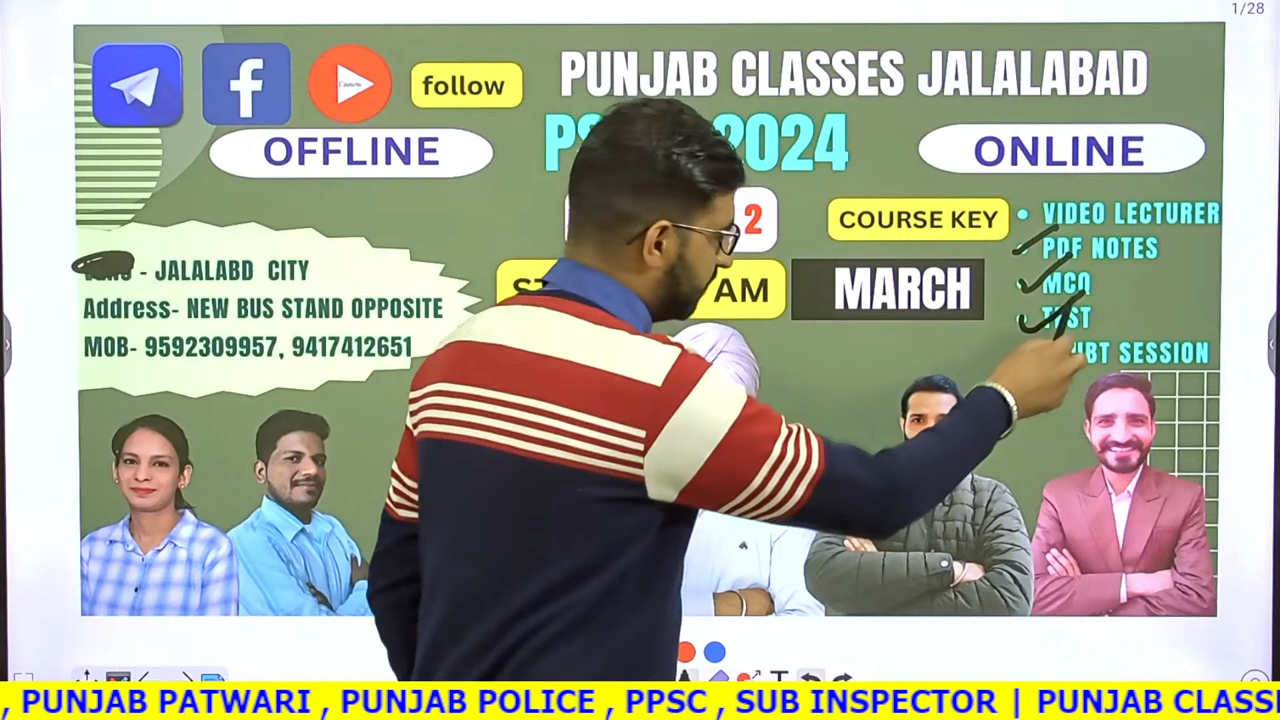 1/28
follow
PUNJAB CLASSES JALALABAD
OFFLINE
2024
ONLINE
2
COURSE KEY
• VIDEO LECTURER
PDF NOTES
MCQ
TEST
SESSION
- JALALABD CITY
Address- NEW BUS STAND OPPOSITE
MOB- 9592309957, 9417412651
AM
MARCH
, PUNJAB PATWARI , PUNJAB POLICE , PPSC , SUB INSPECTOR | PUNJAB CLASS